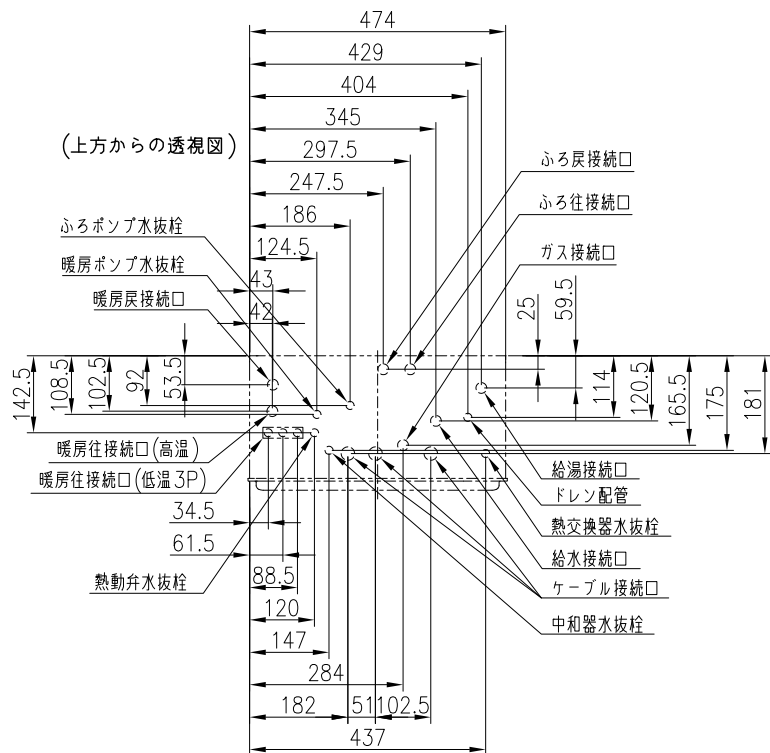 474
429
404
345
(上方からの透視図)
297.5
ふろ戻接続口
247.5
ふろ往接続口
186
ふろポンプ水抜栓
124.5
ガス接続口
暖房ポンプ水抜栓
43
暖房戻接続口
42
25
59.5
142.5
108.5
102.5
92
53.5
114
120.5
165.5
175
181
暖房往接続口(高温)
暖房往接続口(低温3P)
給湯接続口
ドレン配管
34.5
熱交換器水抜栓
61.5
給水接続口
熱動弁水抜栓
88.5
ケーブル接続口
120
147
中和器水抜栓
284
182
51
102.5
437